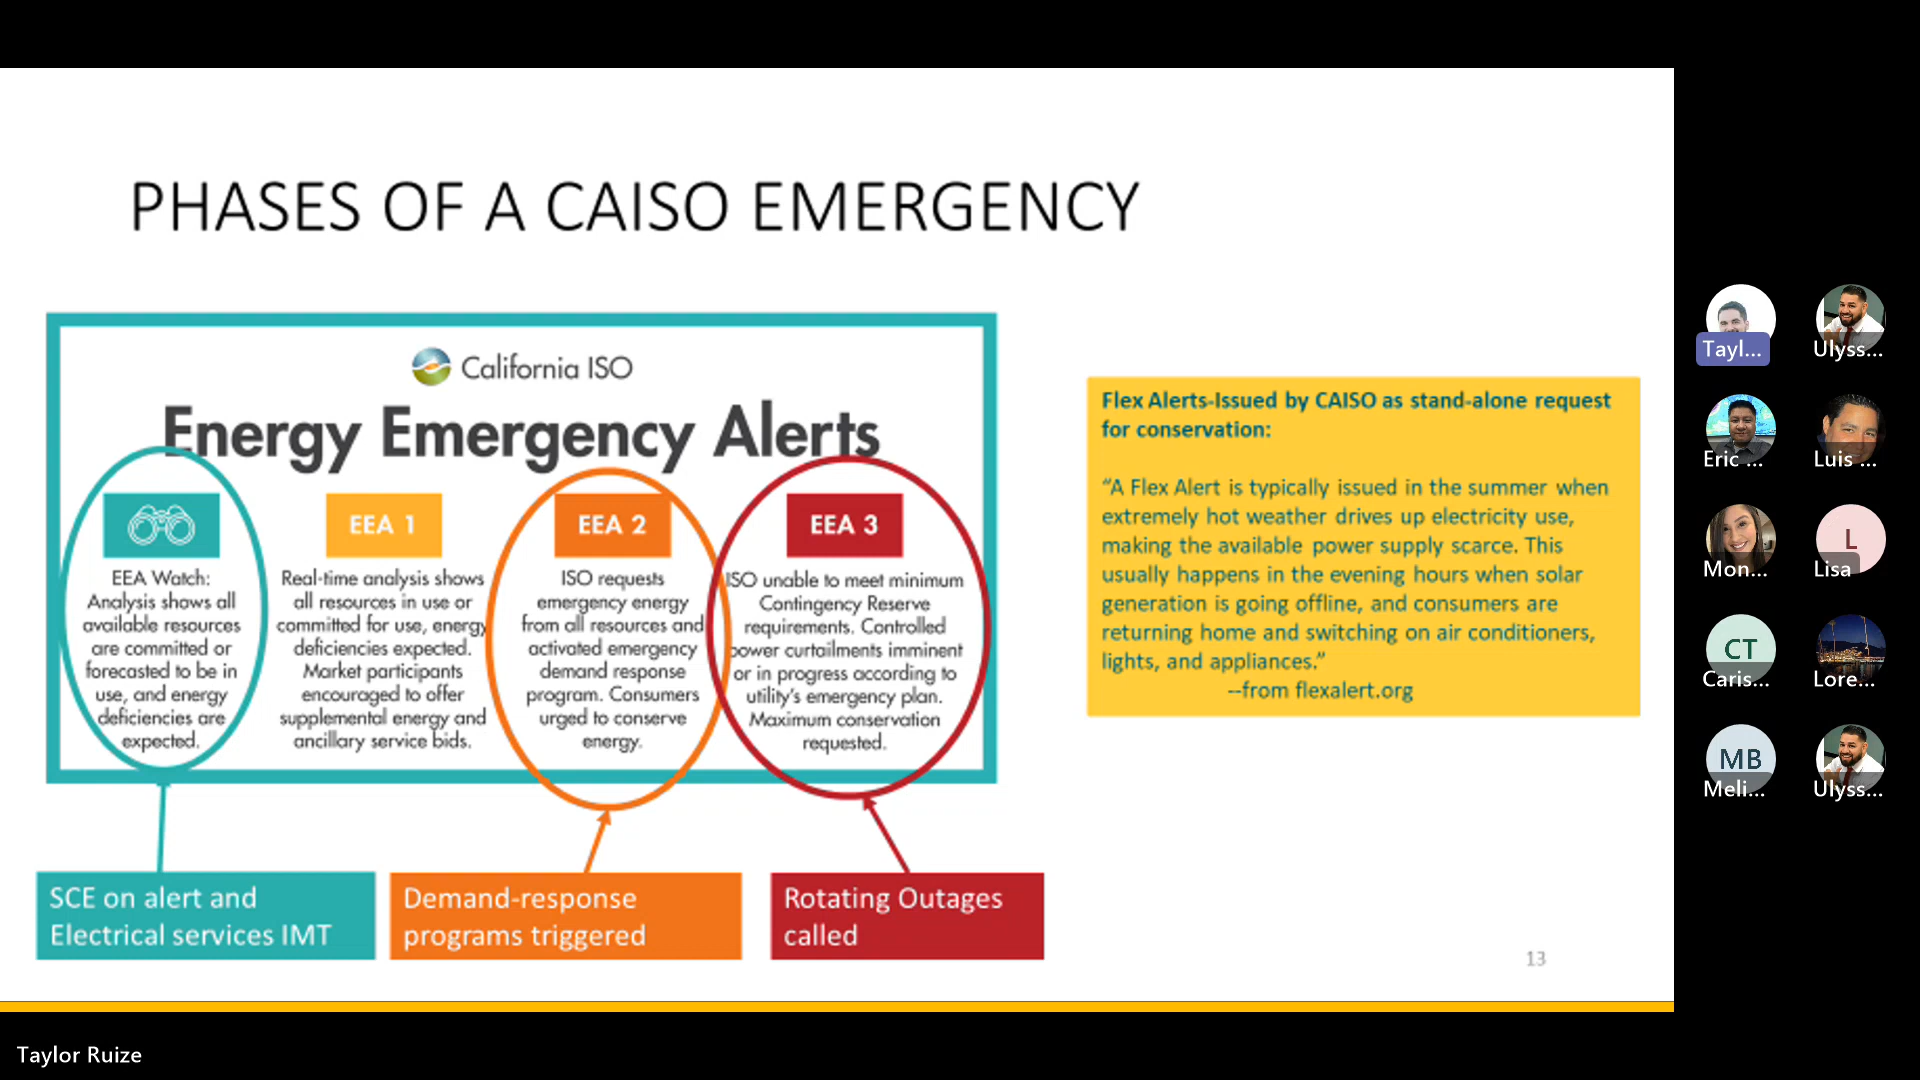 PHASES OF A CAISO EMERGENCY
California ISO
Energy Emergency Alerts
EEA Watch:
Analysis shows all
available resources
are committed or
forecasted to be in
use, and energy
deficiencies are
expected.
EEA 1
Real-time analysis shows
all resources in use or
committed for use, energy
deficiencies expected.
Market participants
encouraged to offer
supplemental energy and
ancillary service bids.
EEA 2
ISO requests
emergency energy
from all resources and
activated emergency
demand response
program. Consumers
urged to conserve
energy.
EEA 3
ISO unable to meet minimum
Contingency Reserve
requirements. Controlled
power curtailments imminent
or in progress according to
utility's emergency plan.
Maximum conservation
requested.
SCE on alert and
Electrical services IMT
Demand-response
programs triggered
Rotating Outages
called
Flex Alerts-Issued by CAISO as stand-alone request
for conservation:
“A Flex Alert is typically issued in the summer when
extremely hot weather drives up electricity use,
making the available power supply scarce. This
usually happens in the evening hours when solar
generation is going offline, and consumers are
returning home and switching on air conditioners,
lights, and appliances.”
--from flexalert.org
13
Tayl...
Ulyss...
Eric ...
Luis ...
Mon...
L
Lisa
CT
Caris...
Lore...
MB
Meli...
Ulyss...
Taylor Ruize